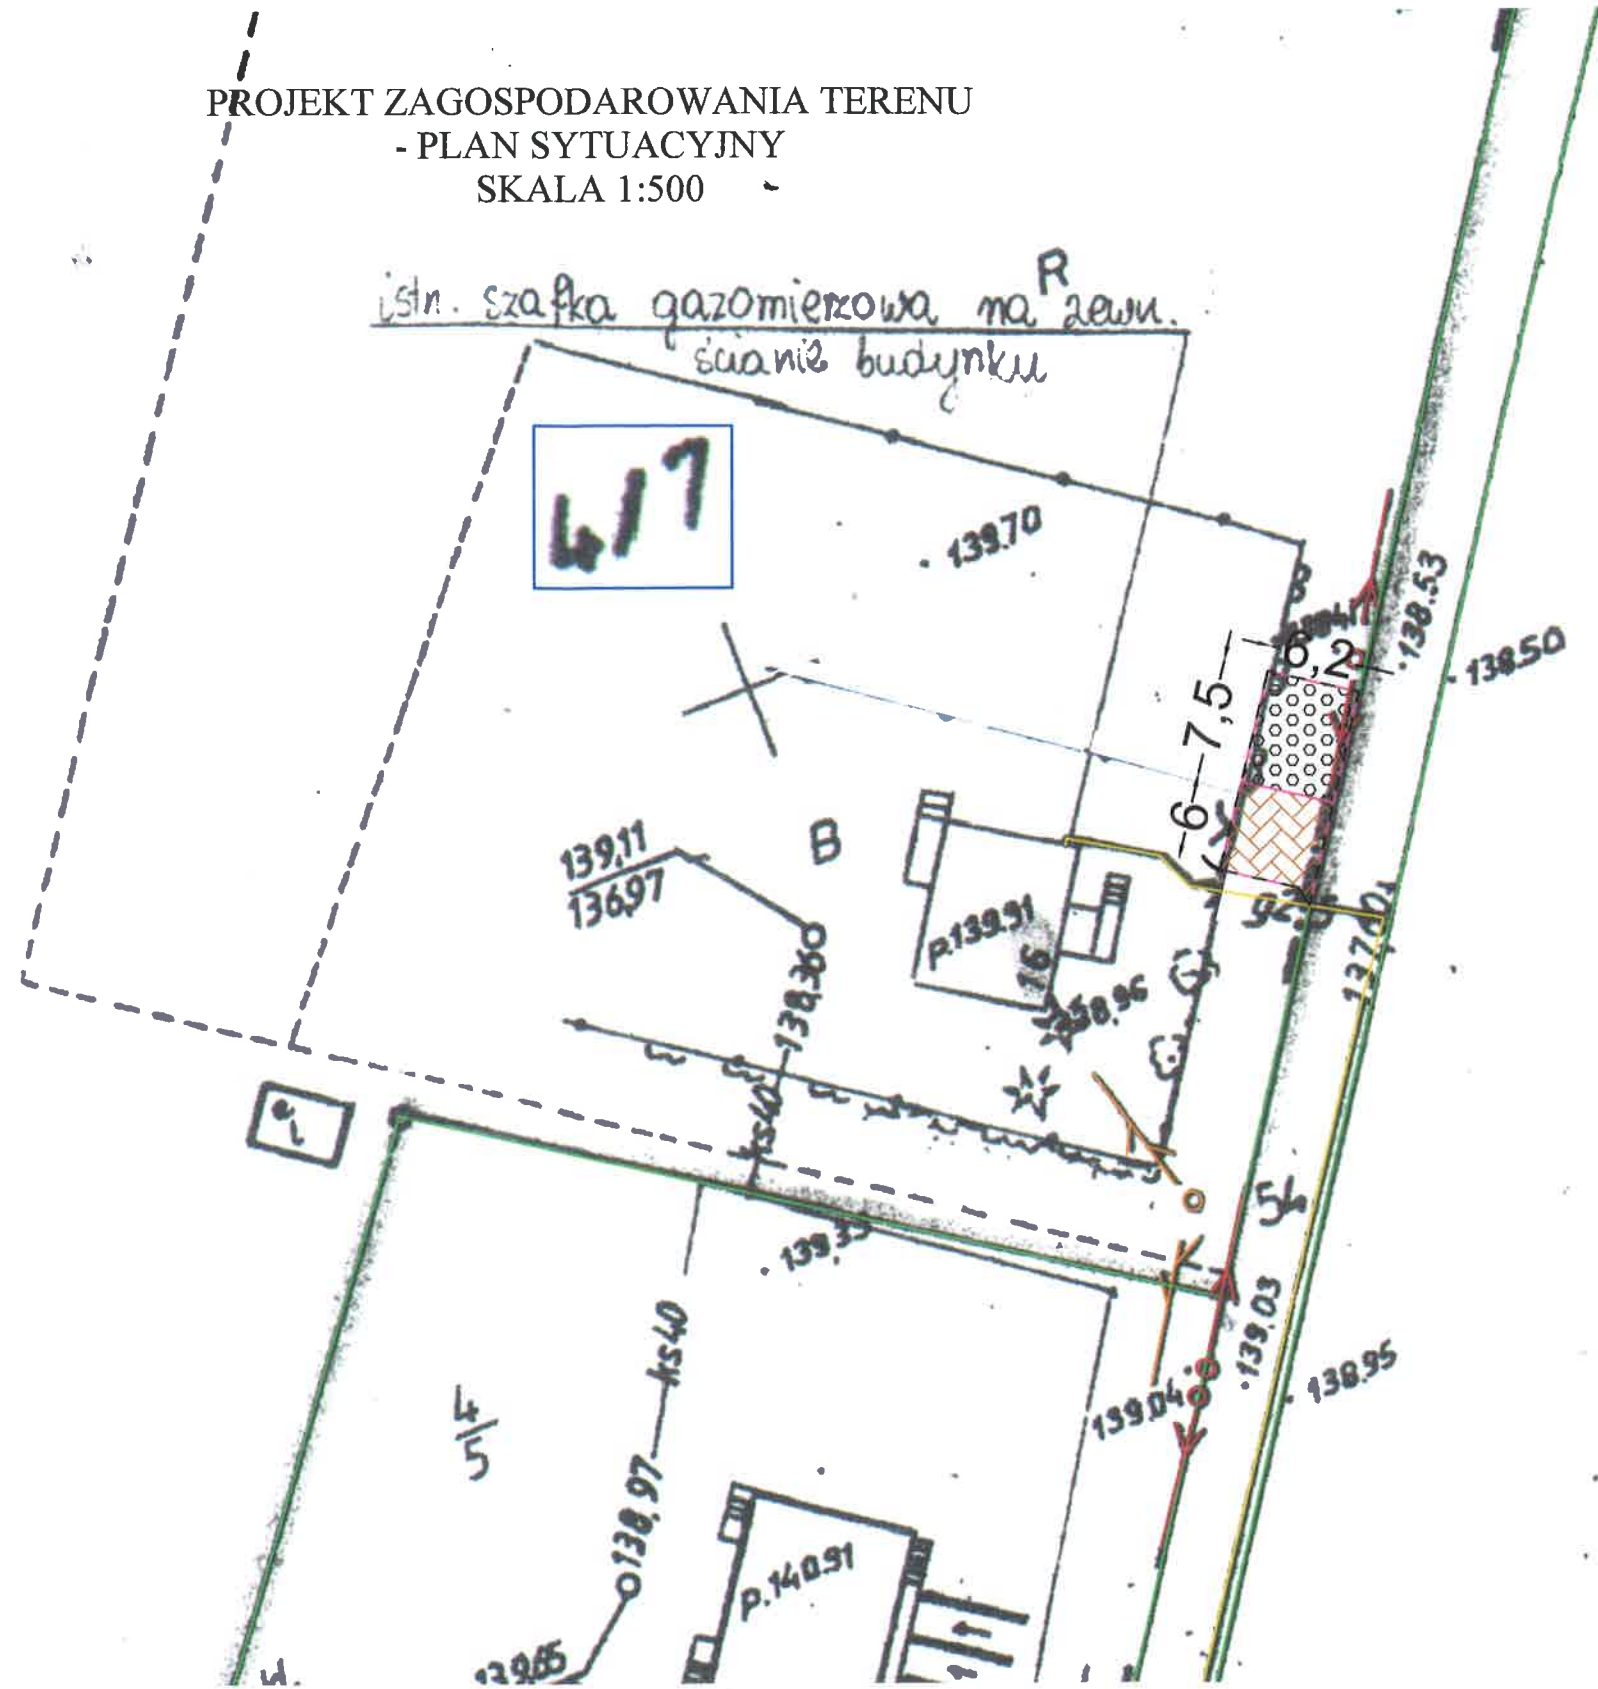 PROJEKT ZAGOSPODAROWANIA TERENU
- PLAN SYTUACYJNY
SKALA 1:500
R
istn. szafka gazomierzowa na zewn.
ścianie budynku
4/7
139.70
138.53
138.50
6,2
7,5
6
139,11
136,97
B
p.139.91
16
138,36
138,96
ks40
54
139,33
139.03
138.95
139.04
ks40
4
5
138,97
p.140.91
139,65